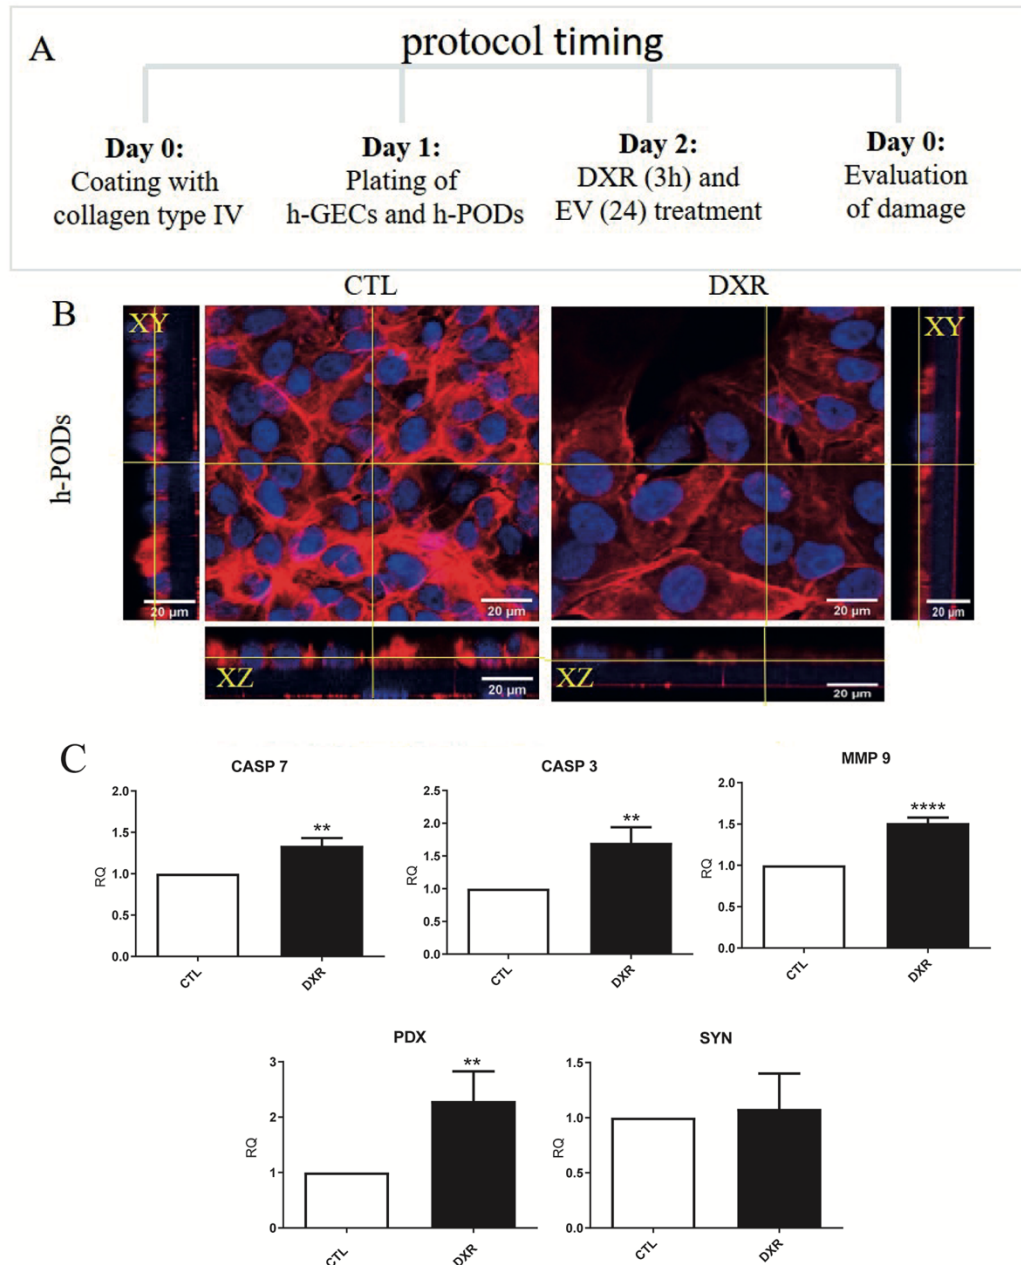 A
protocol timing
Day 0:
Coating with
collagen type IV
Day 1:
Plating of
h-GECs and h-PODs
Day 2:
DXR (3h) and
EV (24) treatment
Day 0:
Evaluation
of damage
B
CTL
DXR
h-PODs
XY
20 µm
20 µm
20 µm
XY
20 µm
XZ
20 µm
XZ
20 µm
C
CASP 7
RQ
2.0
1.5
1.0
0.5
0.0
**
CTL
DXR
CASP 3
RQ
2.5
2.0
1.5
1.0
0.5
0.0
**
CTL
DXR
MMP 9
RQ
2.0
1.5
1.0
0.5
0.0
****
CTL
DXR
PDX
RQ
3
2
1
0
**
CTL
DXR
SYN
RQ
1.5
1.0
0.5
0.0
CTL
DXR